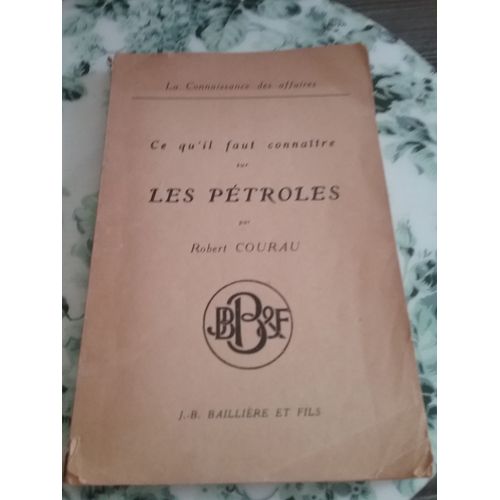 La Connaissance des affaires
Ce qu'il faut connaître
sur
LES PÉTROLES
par
Robert COURAU
JBB&F
J.-B. BAILLIÈRE ET FILS